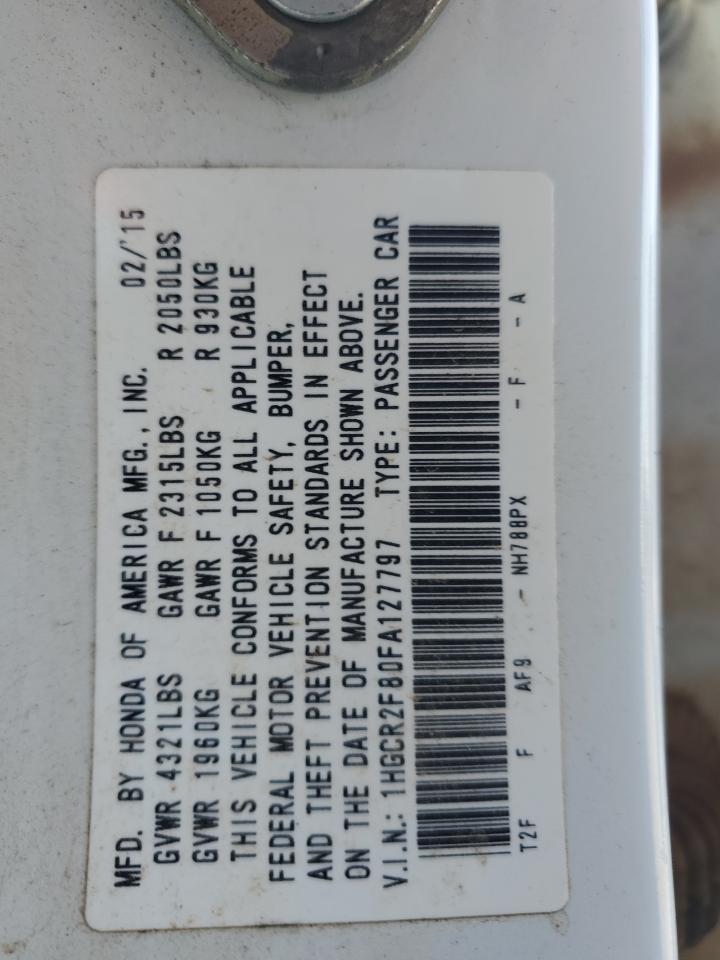 MFD. BY HONDA OF AMERICA MFG., INC. 02/'15
GVWR 4321LBS GAWR F 2315LBS R 2050LBS
GVWR 1960KG GAWR F 1050KG R 930KG
THIS VEHICLE CONFORMS TO ALL APPLICABLE
FEDERAL MOTOR VEHICLE SAFETY, BUMPER,
AND THEFT PREVENTION STANDARDS IN EFFECT
ON THE DATE OF MANUFACTURE SHOWN ABOVE.
V.I.N.: 1HGCR2F80FA127797 TYPE: PASSENGER CAR
T2F F AF9 - NH788PX - F - A